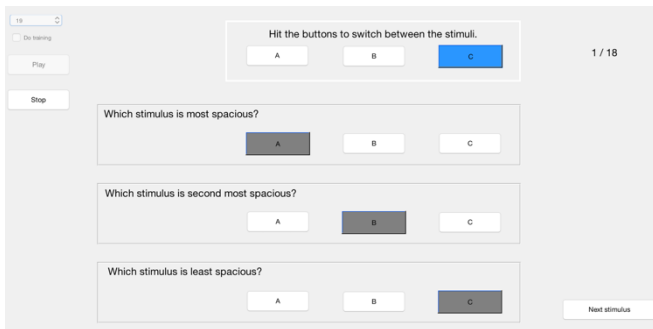 19
Do training
Play
Stop
Hit the buttons to switch between the stimuli.
A B C
1 / 18
Which stimulus is most spacious?
A B C
Which stimulus is second most spacious?
A B C
Which stimulus is least spacious?
A B C
Next stimulus